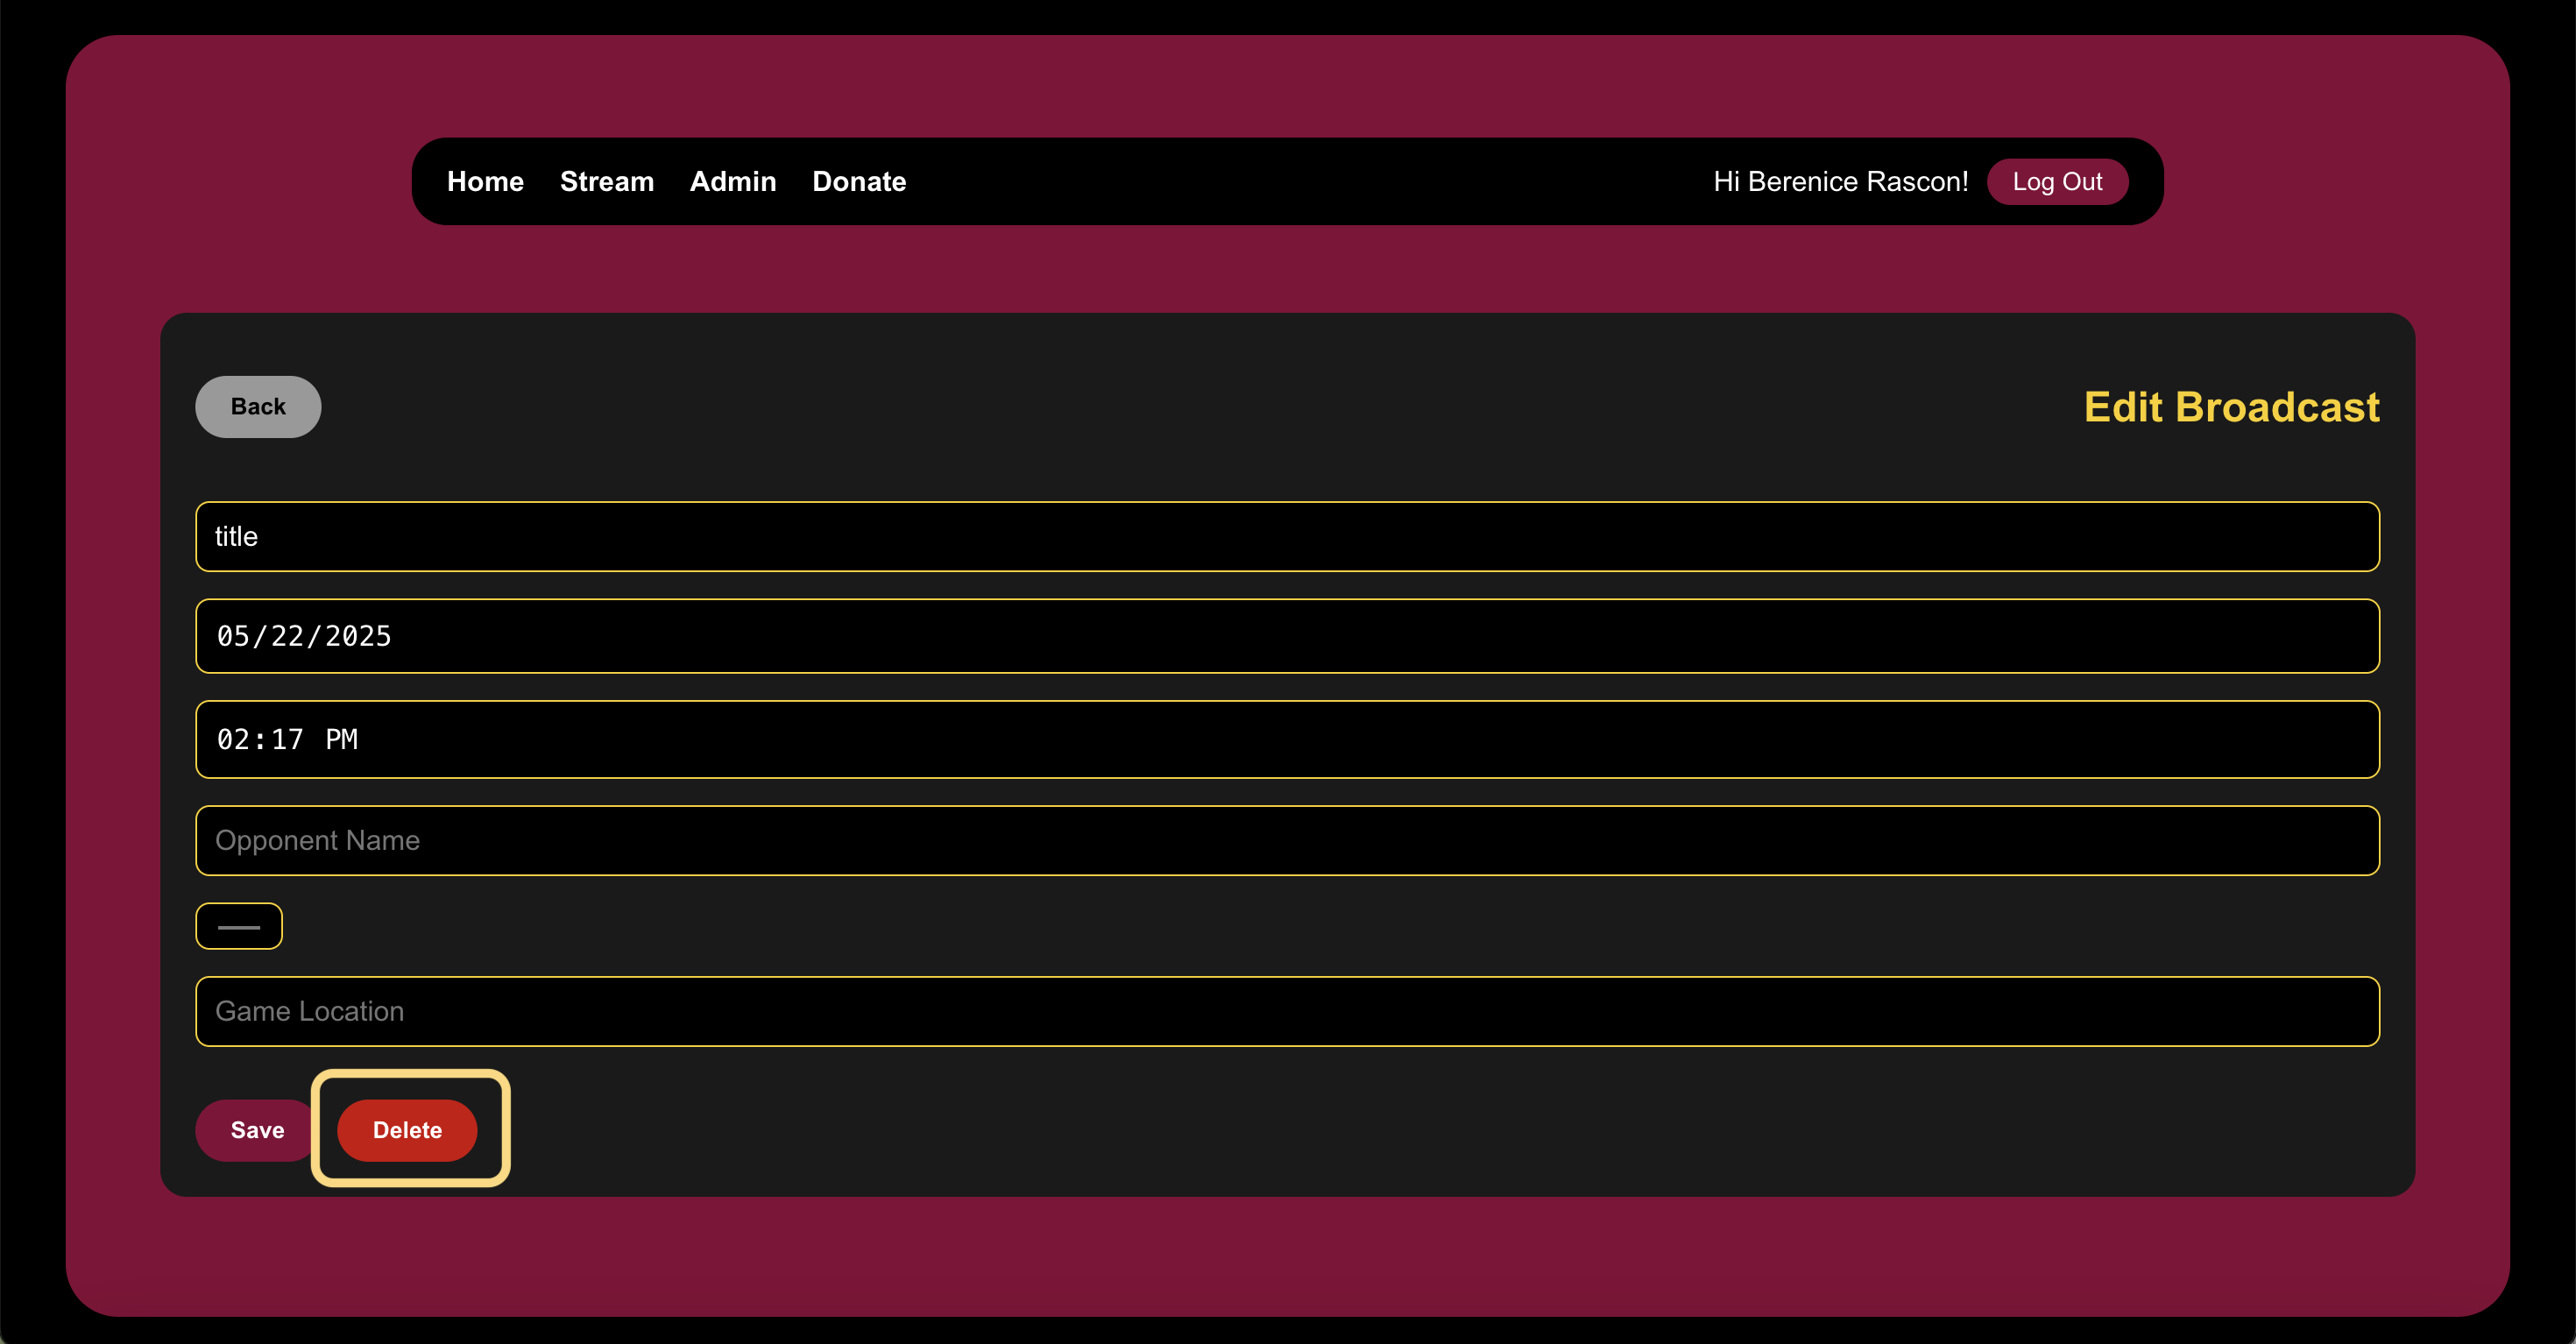 Home Stream Admin Donate Hi Berenice Rascon! Log Out
Back Edit Broadcast
title
05/22/2025
02:17 PM
Opponent Name
Game Location
Save Delete